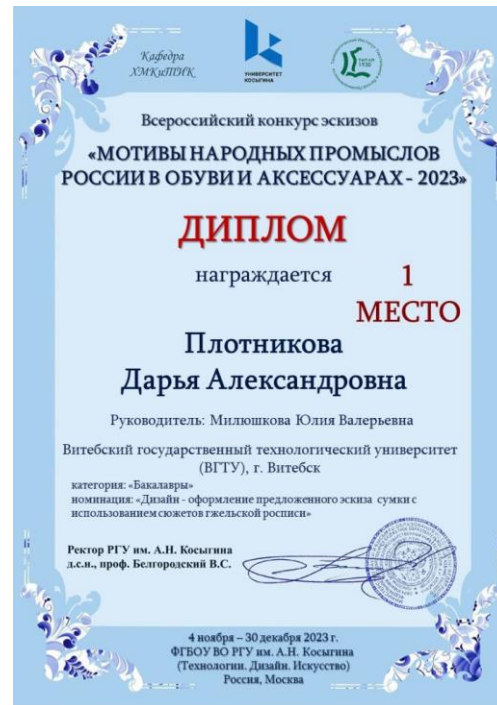 Кафедра
ХМКиТПИК
УНИВЕРСИТЕТ
КОСЫГИНА
Всероссийский конкурс эскизов
«МОТИВЫ НАРОДНЫХ ПРОМЫСЛОВ
РОССИИ В ОБУВИ И АКСЕССУАРАХ - 2023»
ДИПЛОМ
награждается
1
МЕСТО
Плотникова
Дарья Александровна
Руководитель: Милюшкова Юлия Валерьевна
Витебский государственный технологический университет
(ВГТУ), г. Витебск
категория: «Бакалавры»
номинация: «Дизайн - оформление предложенного эскиза сумки с
использованием сюжетов гжельской росписи»
Ректор РГУ им. А.Н. Косыгина
д.с.н., проф. Белгородский В.С.
4 ноября – 30 декабря 2023 г.
ФГБОУ ВО РГУ им. А.Н. Косыгина
(Технологии. Дизайн. Искусство)
Россия, Москва